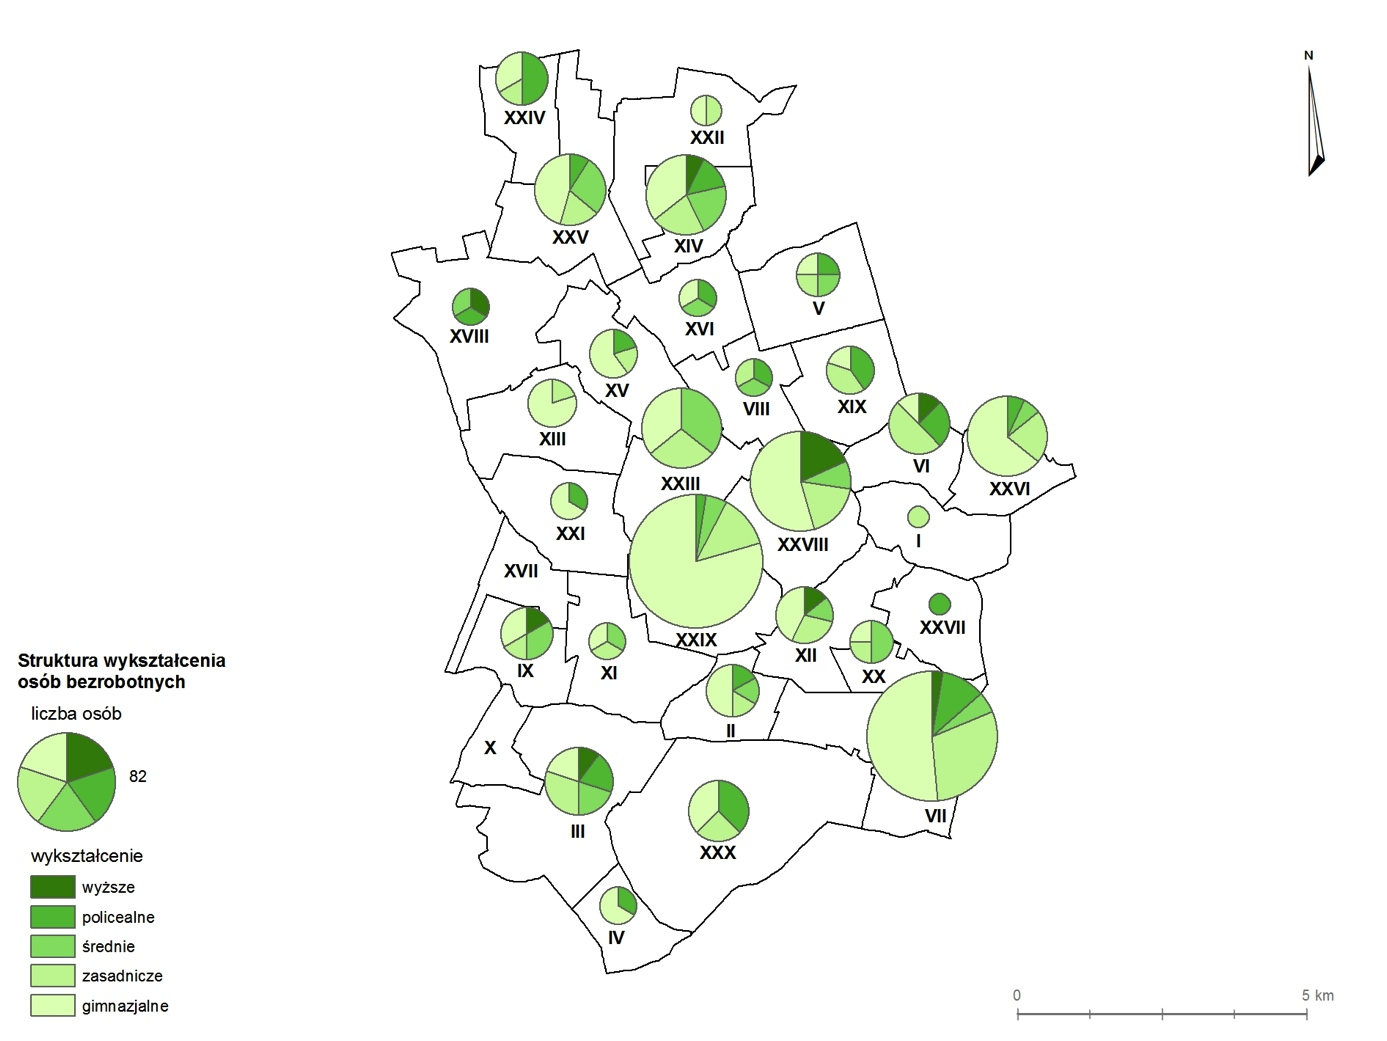 N
XXIV
XXII
XXV
XIV
V
XVIII
XVI
XV
VIII
XIX
XIII
VI
XXIII
XXVI
XXI
XXVIII
I
XVII
XXVII
XXIX
XII
IX
XI
XX
II
X
VII
III
XXX
IV
Struktura wykształcenia
osób bezrobotnych
liczba osób
82
wykształcenie
wyższe
policealne
średnie
zasadnicze
gimnazjalne
0 5 km